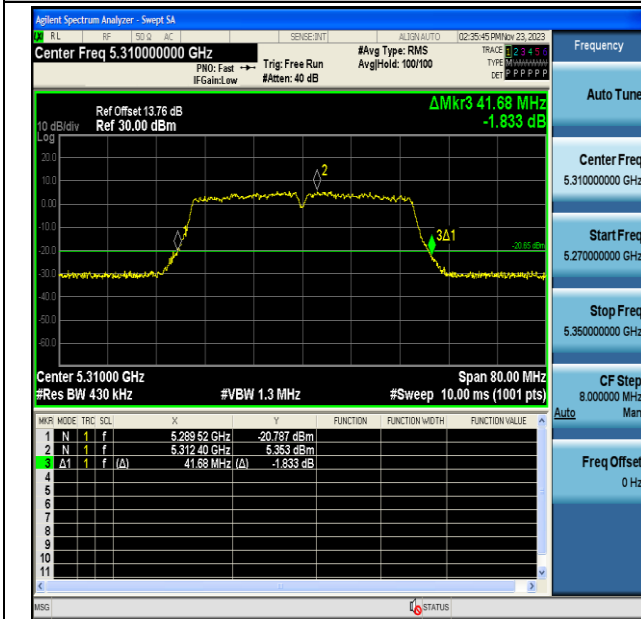 Agilent Spectrum Analyzer - Swept SA
RL RF 50 Ω AC SENSE:INT ALIGN AUTO 02:35:45 PM Nov 23, 2023
Center Freq 5.310000000 GHz
PNO: Fast
IFGain:Low
Trig: Free Run
#Atten: 40 dB
#Avg Type: RMS
Avg|Hold: 100/100
TRACE 1 2 3 4 5 6
TYPE M
DET P P P P P P
Frequency
Auto Tune
Center Freq
5.310000000 GHz
Start Freq
5.270000000 GHz
Stop Freq
5.350000000 GHz
CF Step
8.000000 MHz
Auto Man
Freq Offset
0 Hz
Ref Offset 13.76 dB
10 dB/div Ref 30.00 dBm
Log
ΔMkr3 41.68 MHz
-1.833 dB
20.0
10.0
0.00
-10.0
-20.0
-30.0
-40.0
-50.0
-60.0
2
3Δ1
-20.65 dBm
Center 5.31000 GHz Span 80.00 MHz
#Res BW 430 kHz #VBW 1.3 MHz #Sweep 10.00 ms (1001 pts)
MKR MODE TRC SCL X Y FUNCTION FUNCTION WIDTH FUNCTION VALUE
1 N 1 f 5.289 52 GHz -20.787 dBm
2 N 1 f 5.312 40 GHz 5.353 dBm
3 Δ1 1 f (Δ) 41.68 MHz (Δ) -1.833 dB
4
5
6
7
8
9
10
11
MSG STATUS